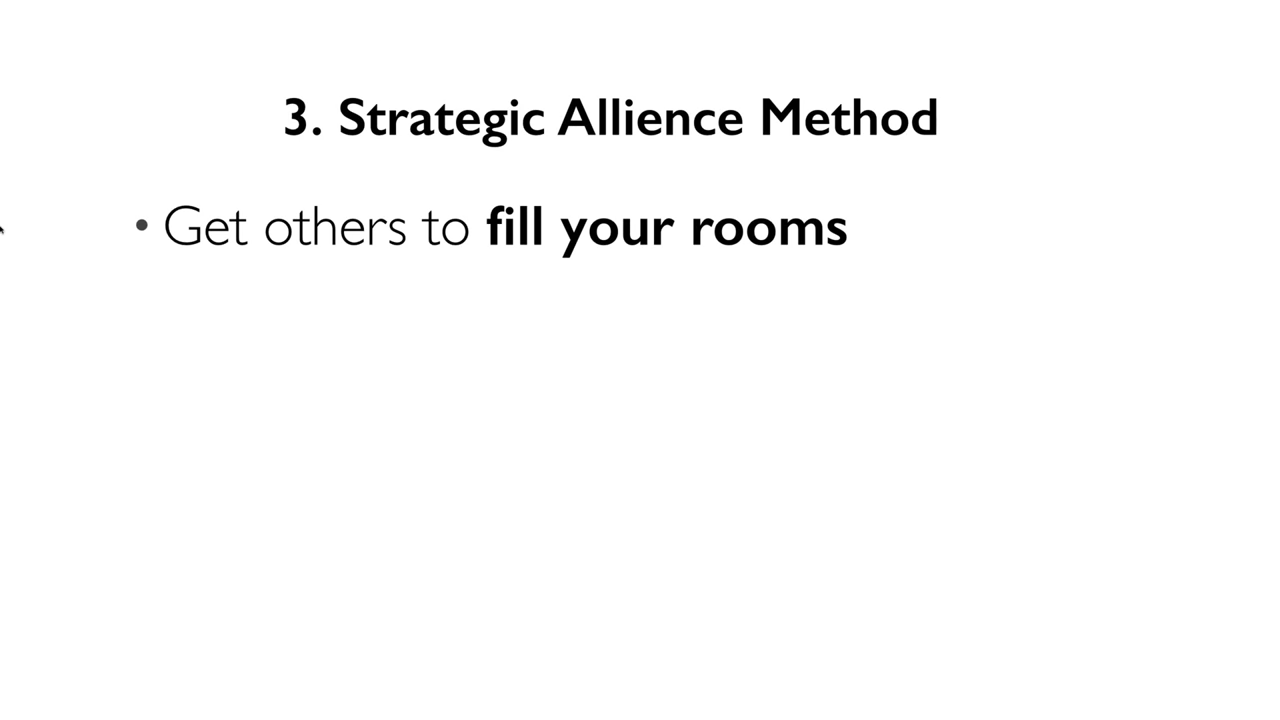 3. Strategic Allience Method
• Get others to fill your rooms